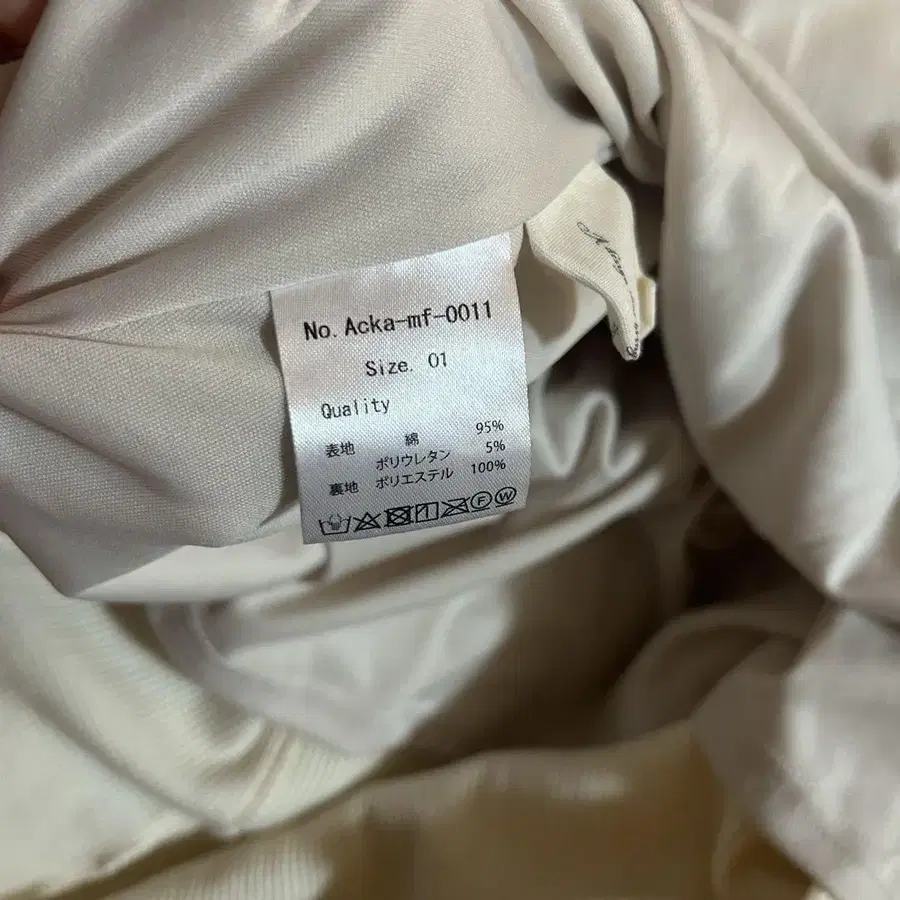 No. Acka-mf-0011
Size. 01
Quality
表地 綿 95%
ポリウレタン 5%
裏地 ポリエステル 100%
F W